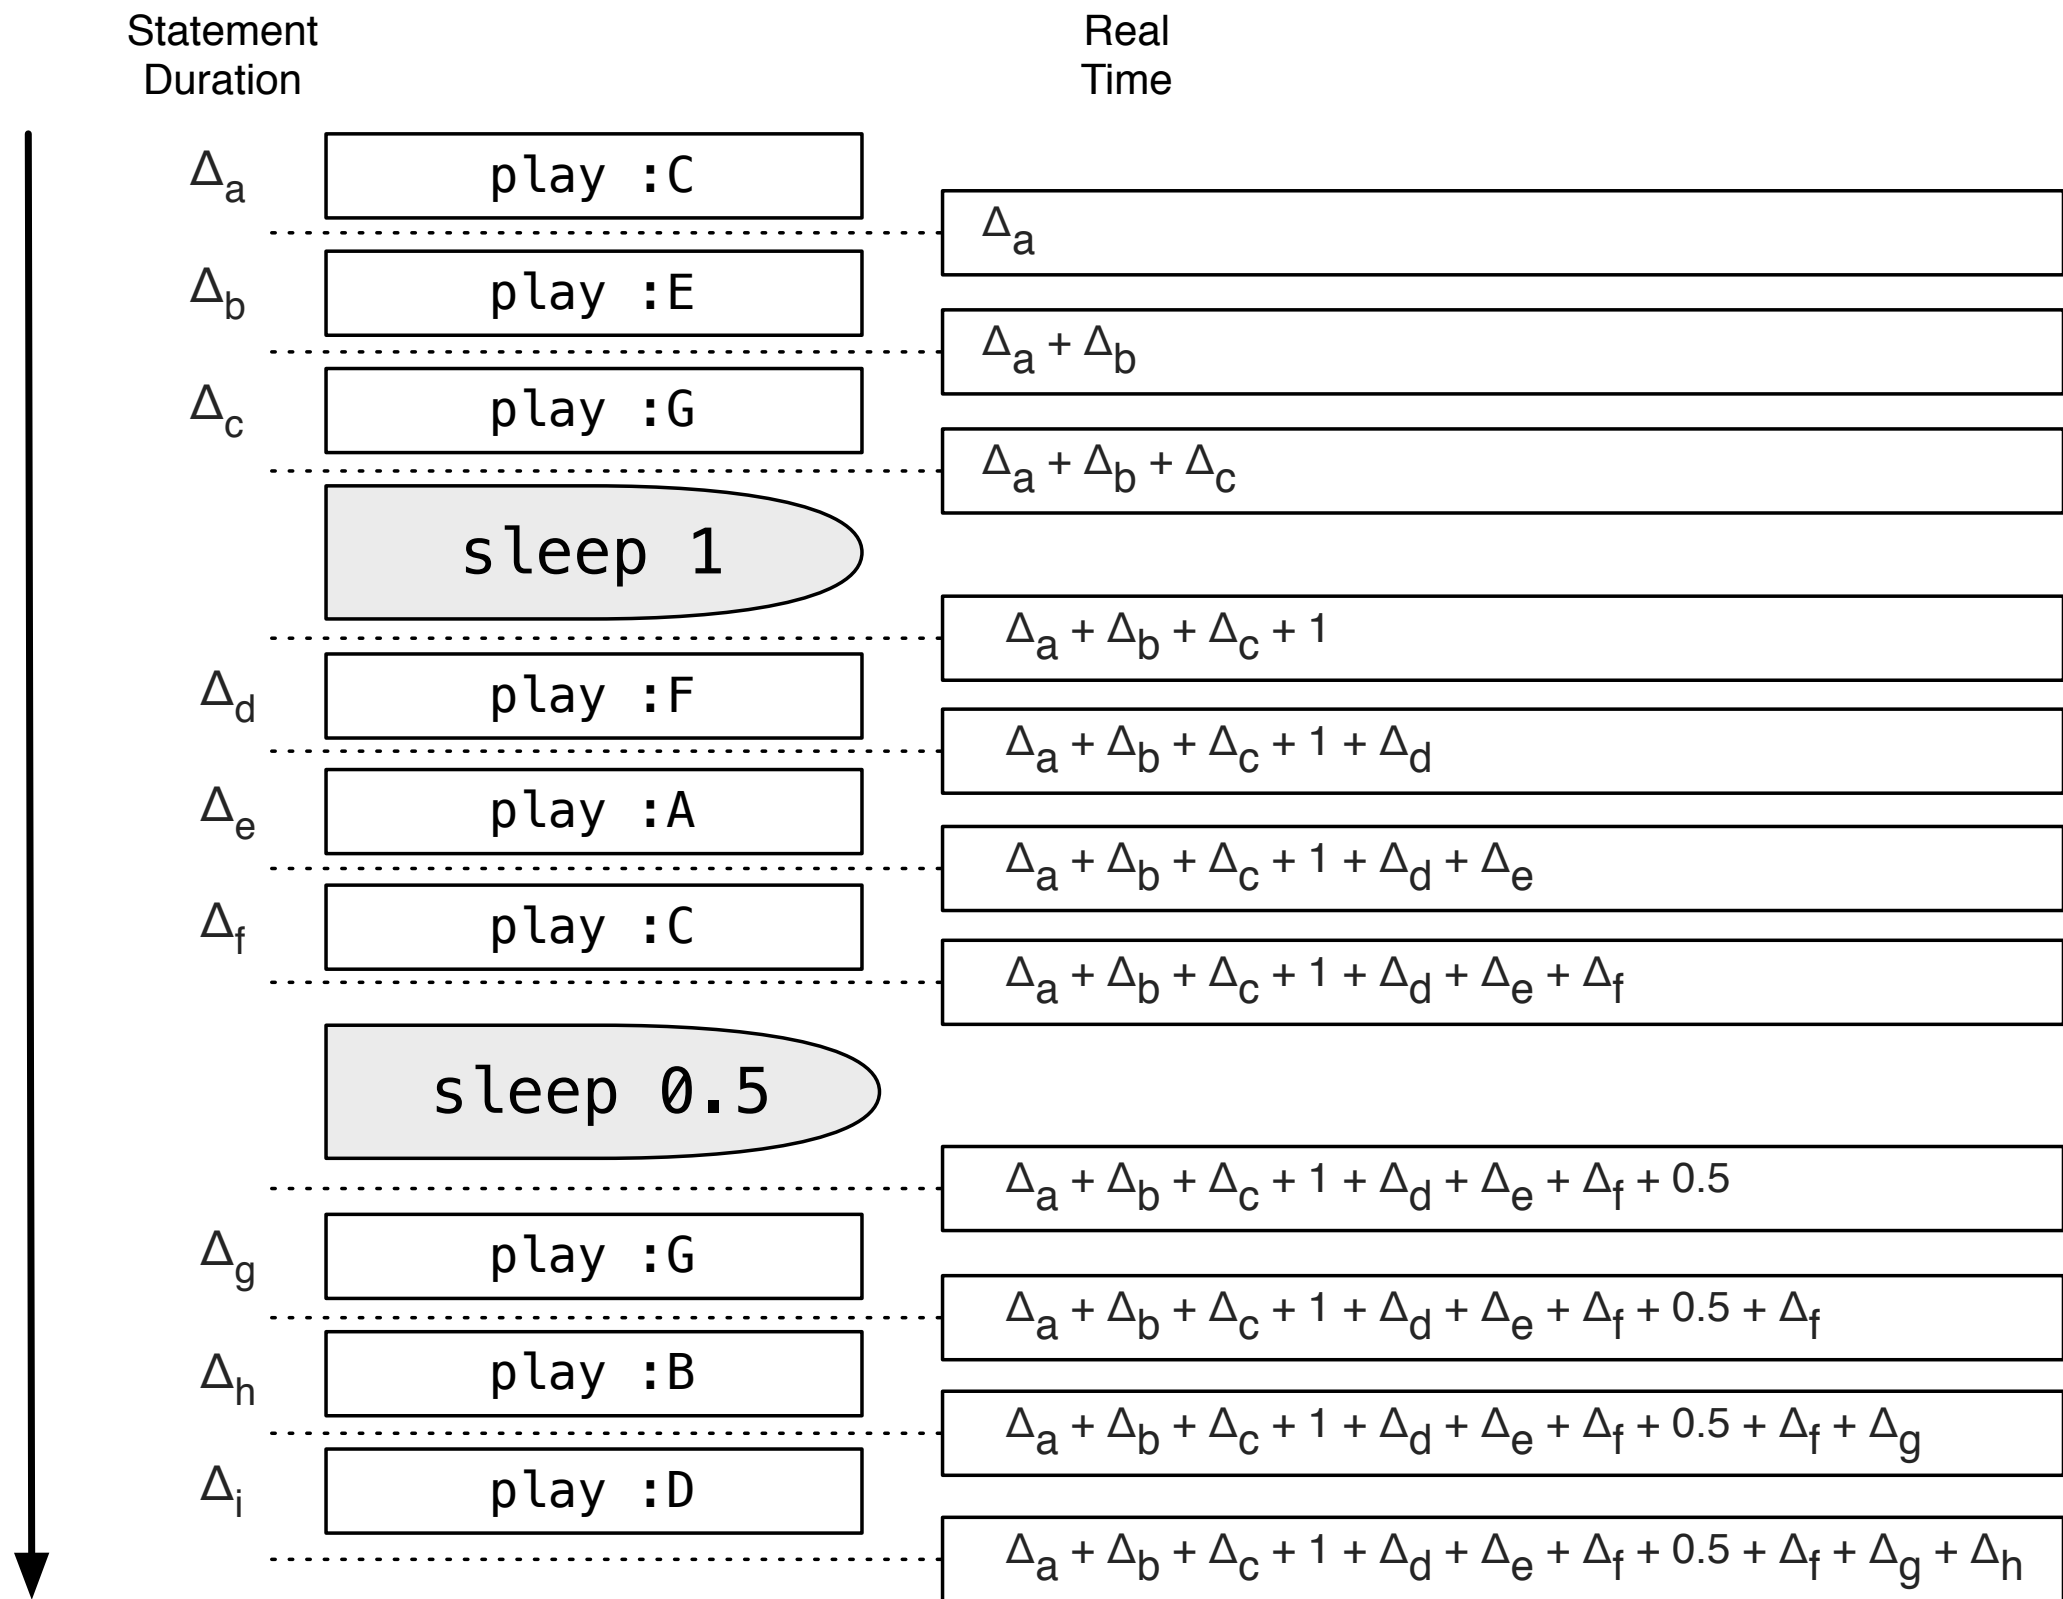 Statement
Duration
Real
Time
Δa
play :C
Δa
Δb
play :E
Δa + Δb
Δc
play :G
Δa + Δb + Δc
sleep 1
Δa + Δb + Δc + 1
Δd
play :F
Δa + Δb + Δc + 1 + Δd
Δe
play :A
Δa + Δb + Δc + 1 + Δd + Δe
Δf
play :C
Δa + Δb + Δc + 1 + Δd + Δe + Δf
sleep 0.5
Δa + Δb + Δc + 1 + Δd + Δe + Δf + 0.5
Δg
play :G
Δa + Δb + Δc + 1 + Δd + Δe + Δf + 0.5 + Δf
Δh
play :B
Δa + Δb + Δc + 1 + Δd + Δe + Δf + 0.5 + Δf + Δg
Δi
play :D
Δa + Δb + Δc + 1 + Δd + Δe + Δf + 0.5 + Δf + Δg + Δh